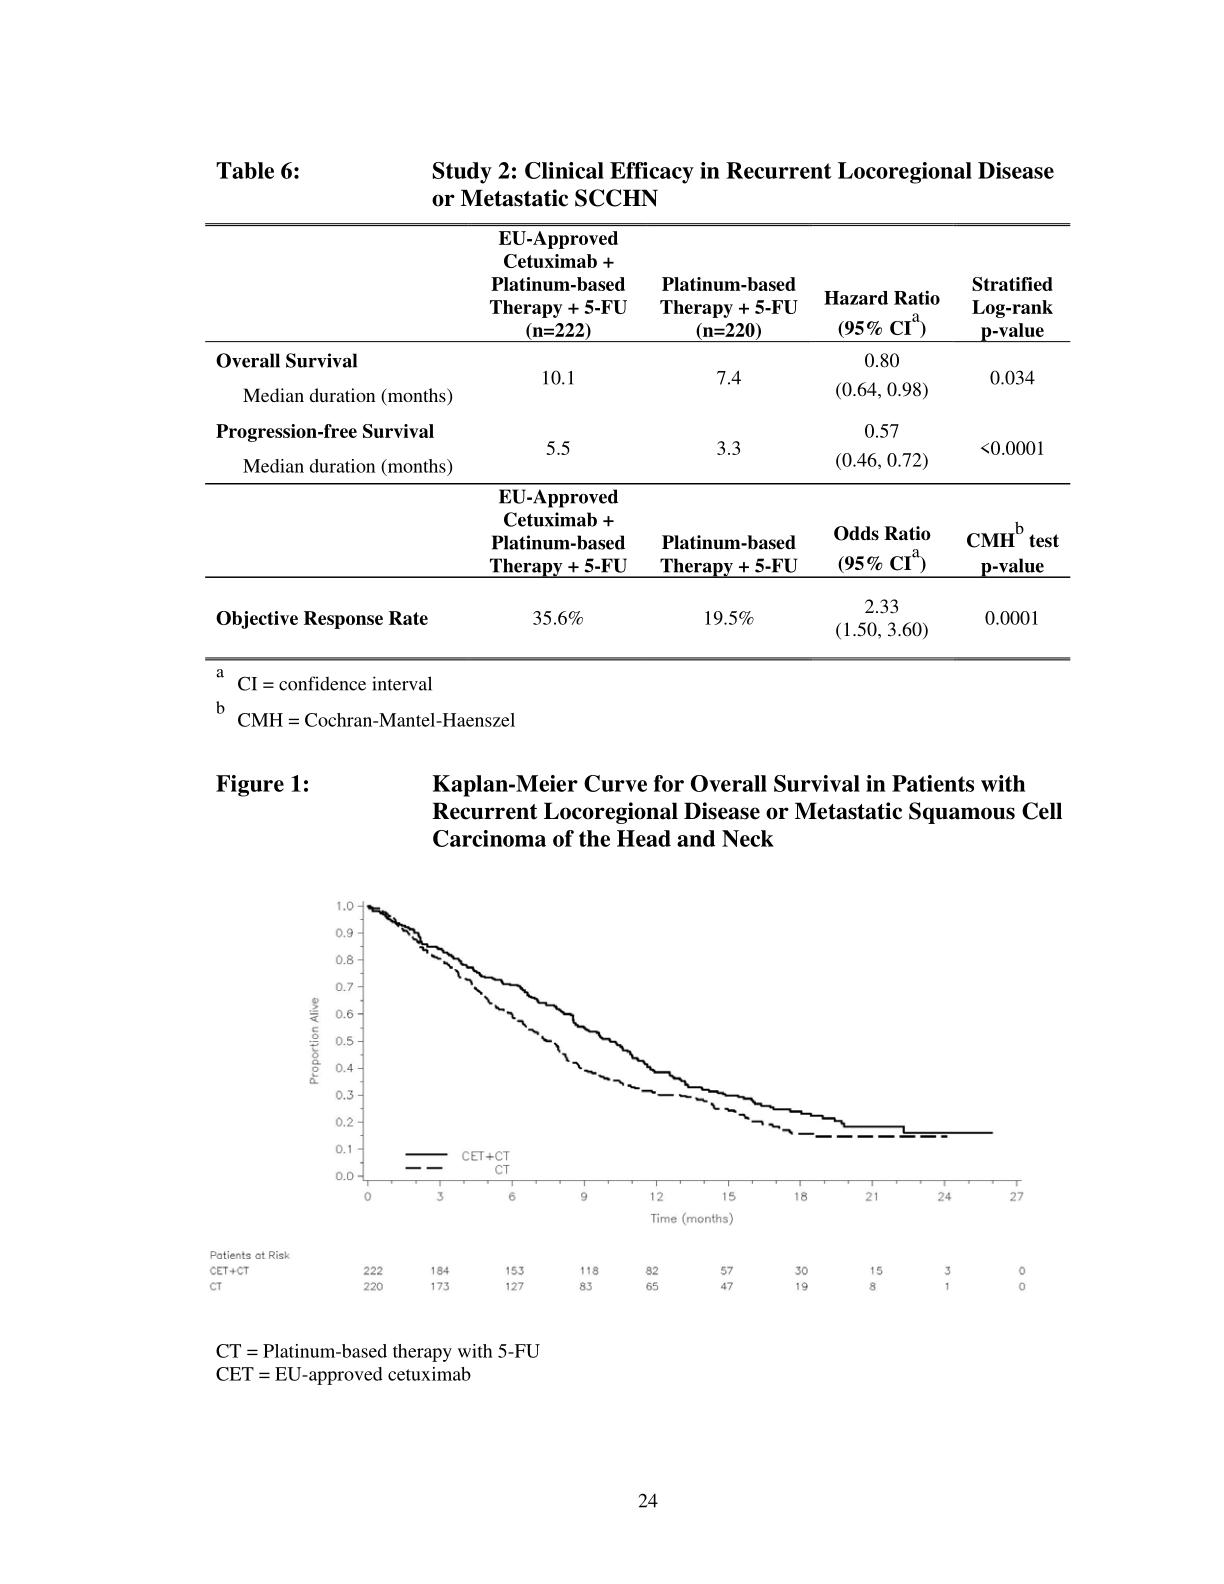 Table 6: Study 2: Clinical Efficacy in Recurrent Locoregional Disease
or Metastatic SCCHN
EU-Approved
Cetuximab +
Platinum-based
Therapy + 5-FU
(n=222)
Platinum-based
Therapy + 5-FU
(n=220)
Hazard Ratio
(95% CIa)
Stratified
Log-rank
p-value
Overall Survival
Median duration (months)
10.1
7.4
0.80
(0.64, 0.98)
0.034
Progression-free Survival
Median duration (months)
5.5
3.3
0.57
(0.46, 0.72)
<0.0001
EU-Approved
Cetuximab +
Platinum-based
Therapy + 5-FU
Platinum-based
Therapy + 5-FU
Odds Ratio
(95% CIa)
CMHb test
p-value
Objective Response Rate
35.6%
19.5%
2.33
(1.50, 3.60)
0.0001
a CI = confidence interval
b CMH = Cochran-Mantel-Haenszel
Figure 1: Kaplan-Meier Curve for Overall Survival in Patients with
Recurrent Locoregional Disease or Metastatic Squamous Cell
Carcinoma of the Head and Neck
Proportion Alive
1.0
0.9
0.8
0.7
0.6
0.5
0.4
0.3
0.2
0.1
0.0
CET+CT
CT
0 3 6 9 12 15 18 21 24 27
Time (months)
Patients at Risk
CET+CT 222 184 153 118 82 57 30 15 3 0
CT 220 173 127 83 65 47 19 8 1 0
CT = Platinum-based therapy with 5-FU
CET = EU-approved cetuximab
24